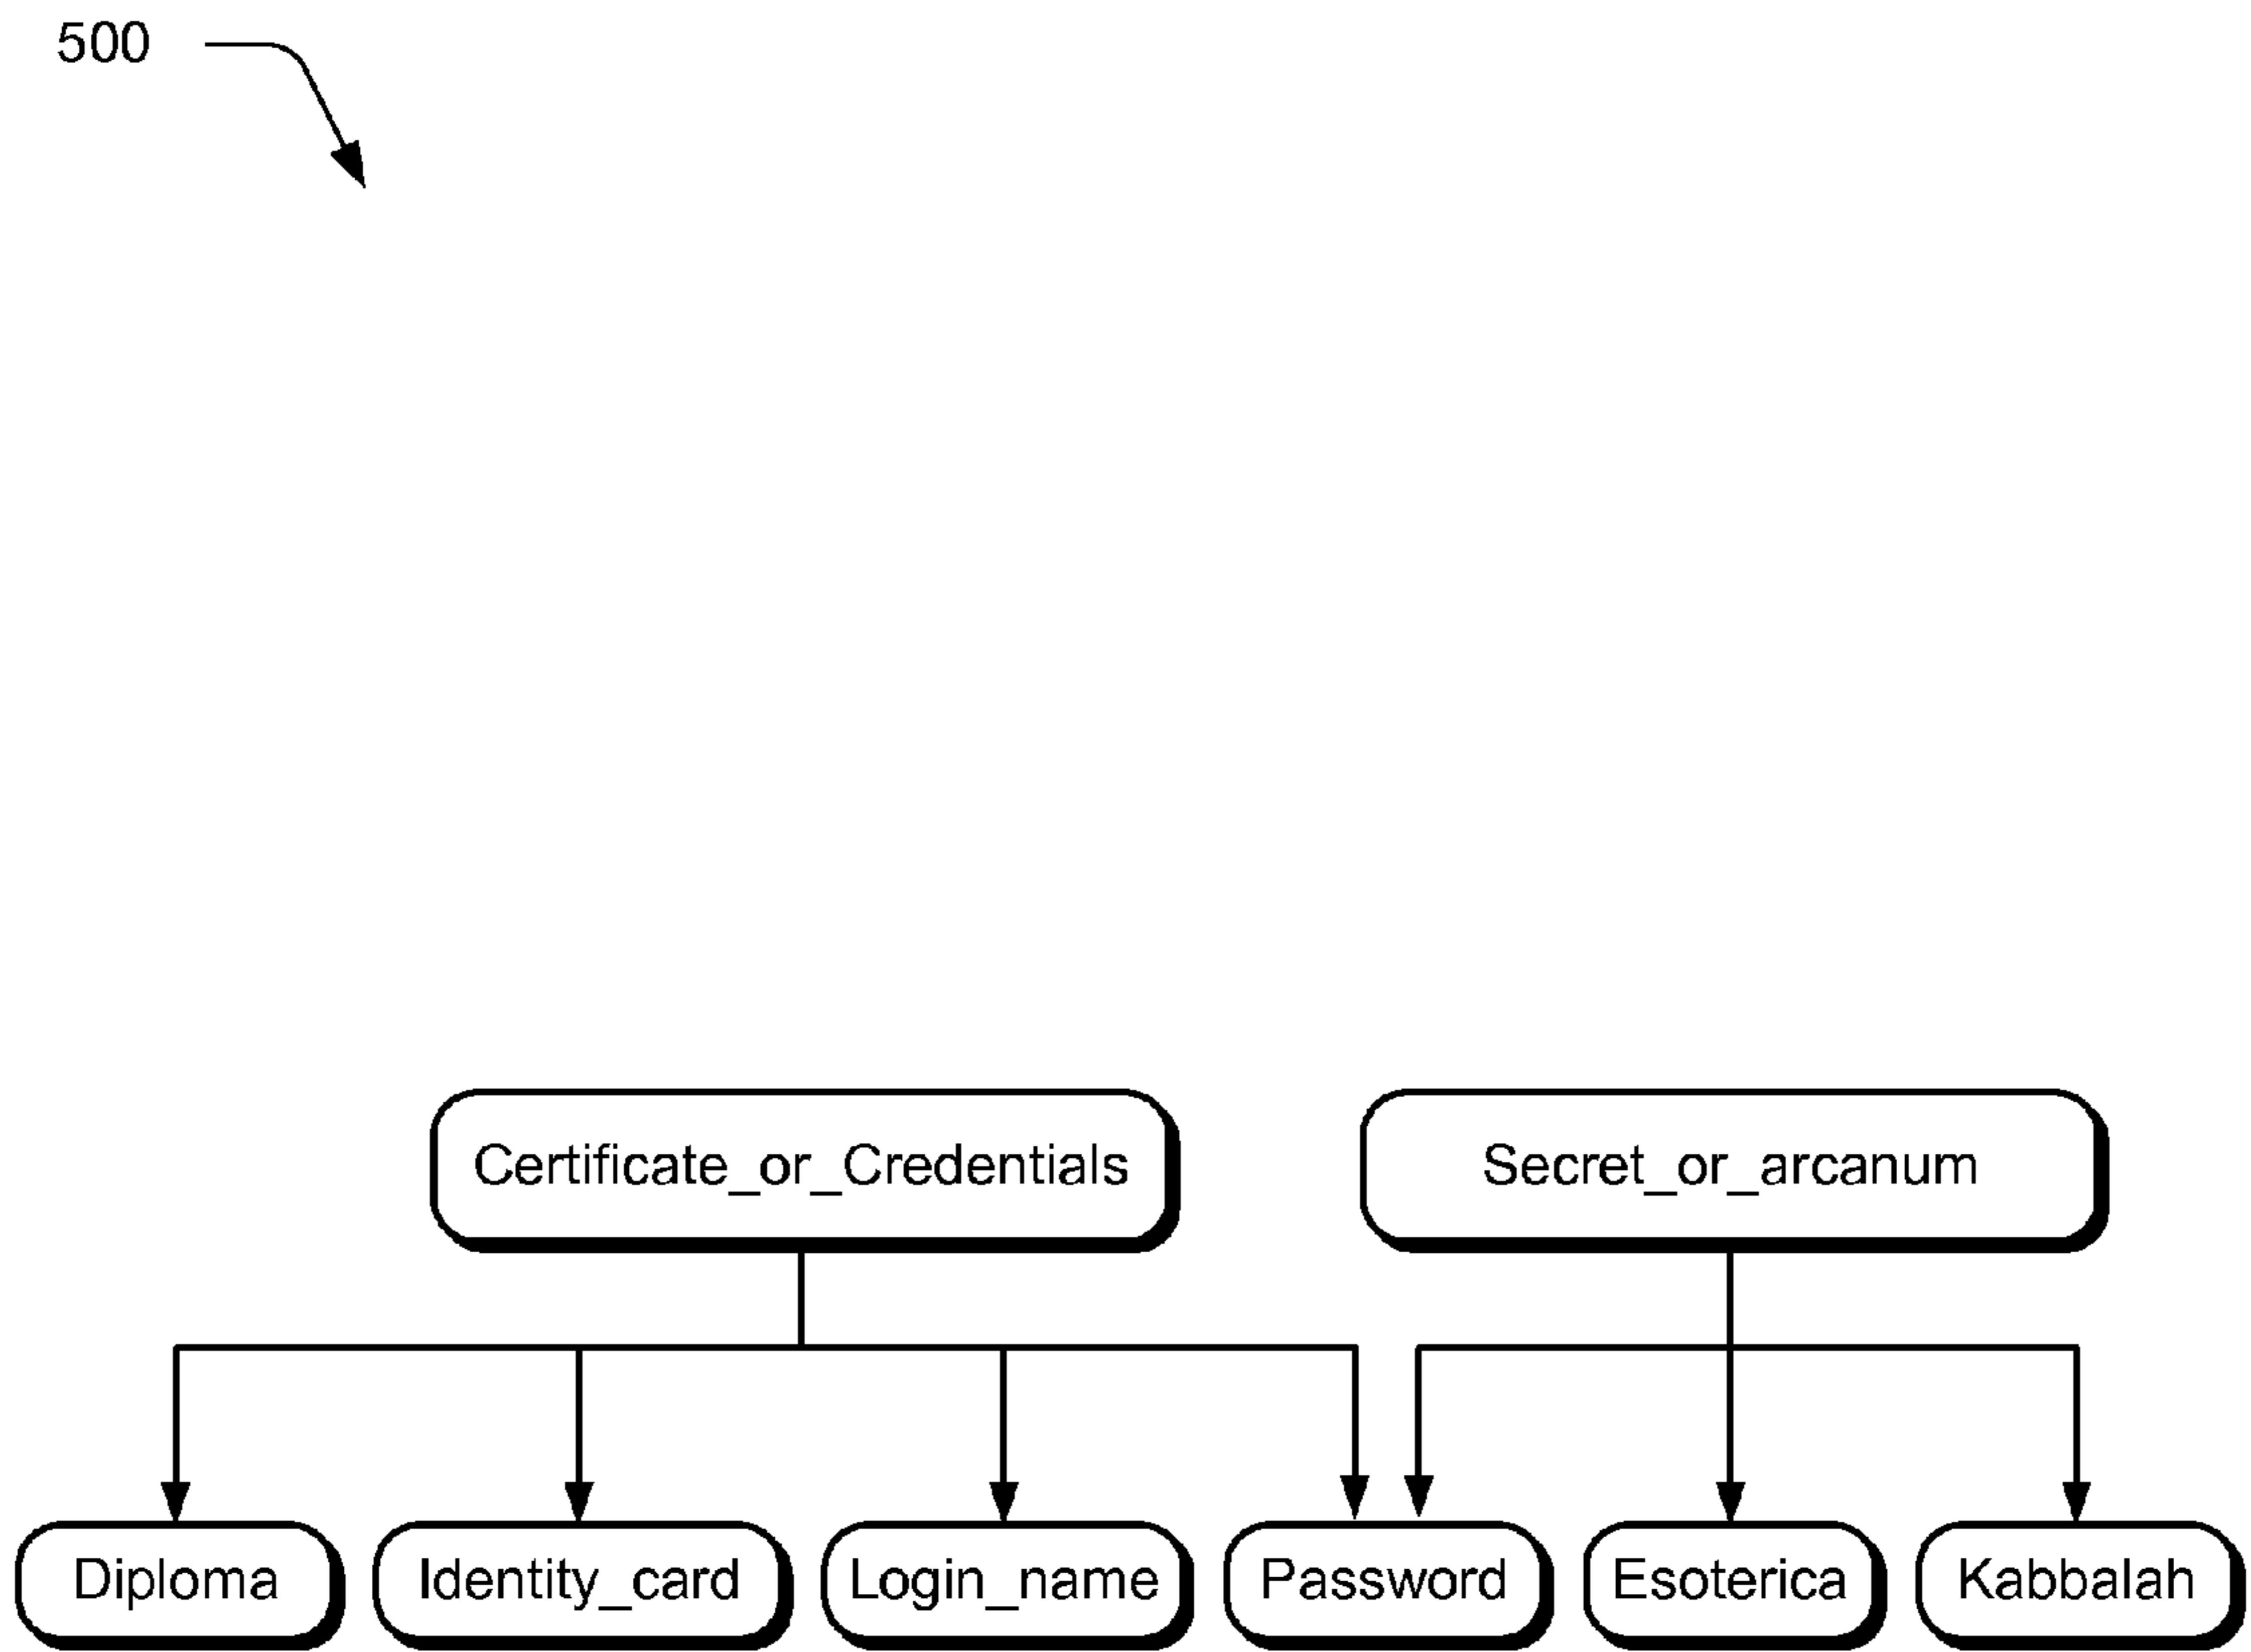 500
Certificate_or_Credentials
Secret_or_arcanum
Diploma
Identity_card
Login_name
Password
Esoterica
Kabbalah